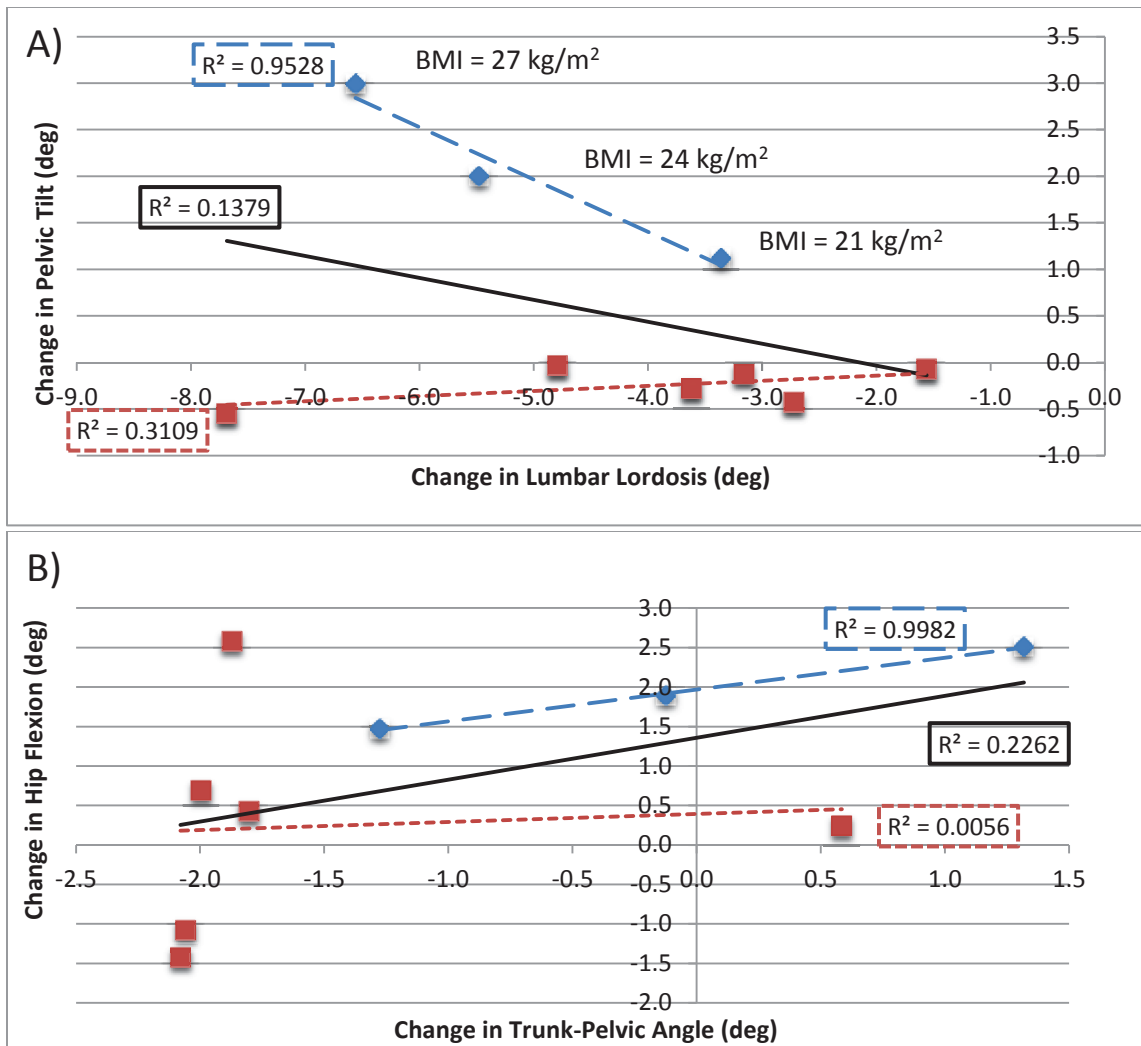 A)
R² = 0.9528
BMI = 27 kg/m²
BMI = 24 kg/m²
R² = 0.1379
BMI = 21 kg/m²
3.5
3.0
2.5
2.0
1.5
1.0
0.5
0.0
-0.5
-1.0
-9.0 -8.0 -7.0 -6.0 -5.0 -4.0 -3.0 -2.0 -1.0 0.0
R² = 0.3109
Change in Pelvic Tilt (deg)
Change in Lumbar Lordosis (deg)
B)
3.0
2.5
2.0
1.5
1.0
0.5
0.0
-0.5
-1.0
-1.5
-2.0
R² = 0.9982
R² = 0.2262
R² = 0.0056
-2.5 -2.0 -1.5 -1.0 -0.5 0.0 0.5 1.0 1.5
Change in Hip Flexion (deg)
Change in Trunk-Pelvic Angle (deg)